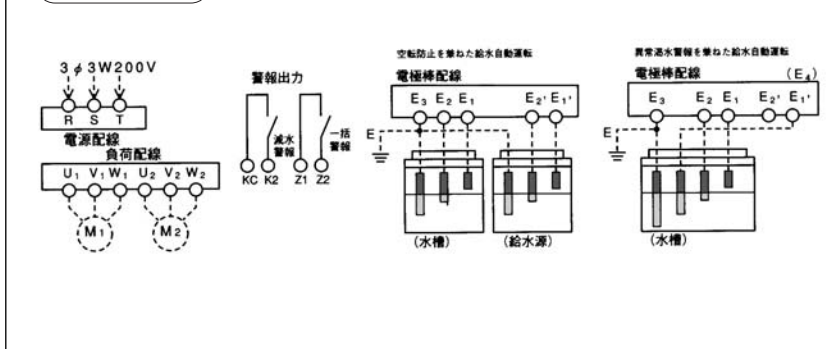 3φ3W200V
R S T
電源配線
負荷配線
U1 V1 W1 U2 V2 W2
M1 M2
警報出力
減水
警報
一括
警報
KC K2 Z1 Z2
空転防止を兼ねた給水自動運転
電極棒配線
E3 E2 E1 E2' E1'
E
(水槽) (給水源)
異常渇水警報を兼ねた給水自動運転
電極棒配線 (E4)
E3 E2 E1 E2' E1'
E
(水槽)